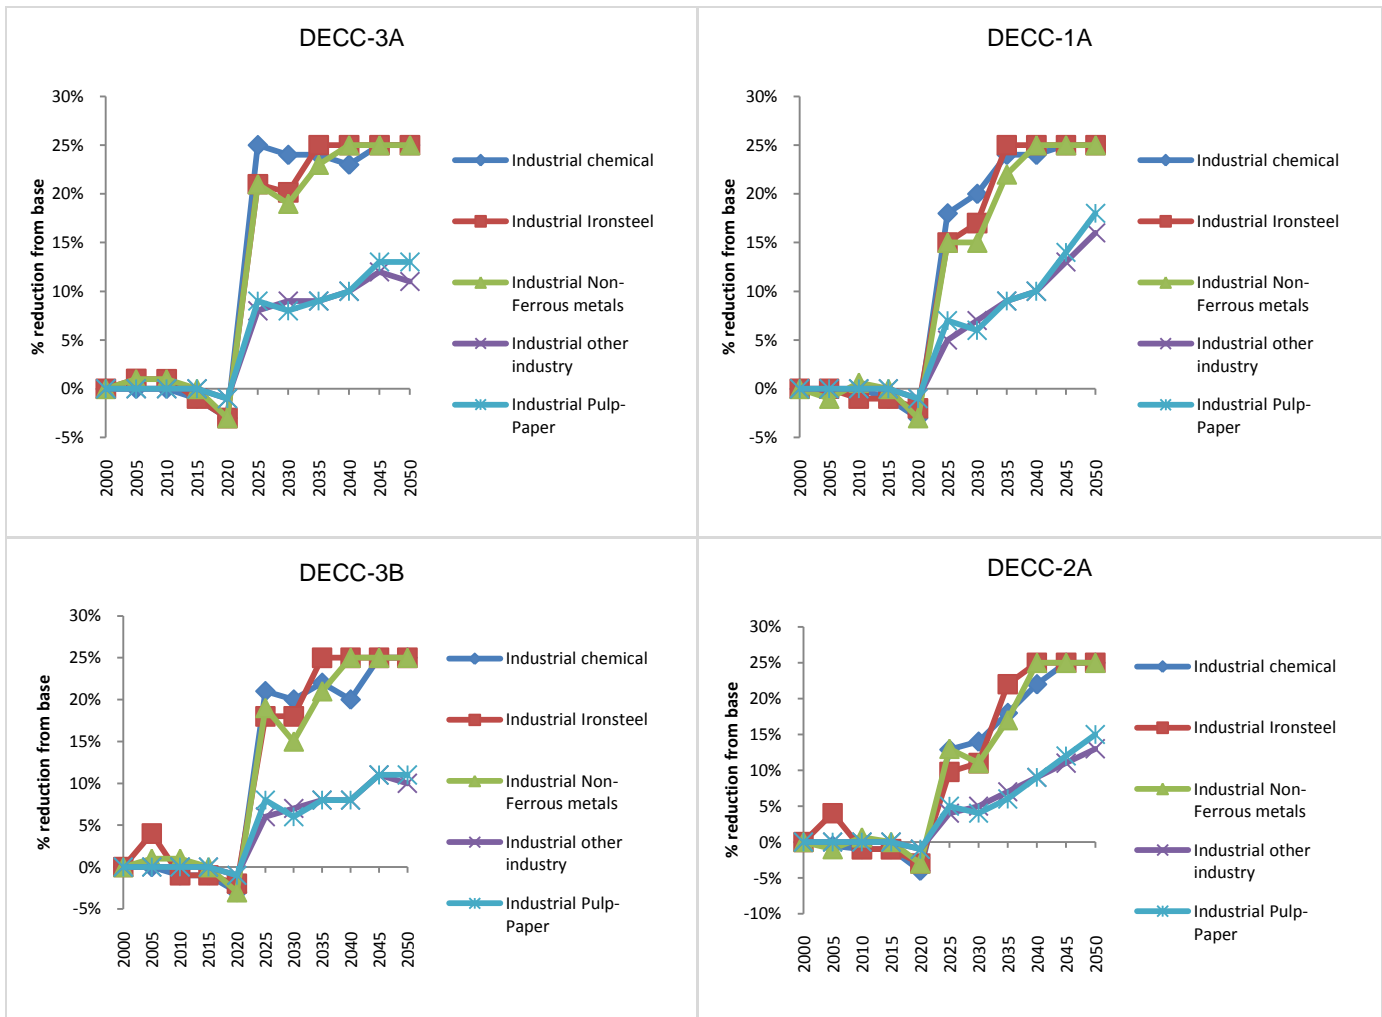 DECC-3A
% reduction from base
30%
25%
20%
15%
10%
5%
0%
-5%
2000
2005
2010
2015
2020
2025
2030
2035
2040
2045
2050
Industrial chemical
Industrial Ironsteel
Industrial Non-
Ferrous metals
Industrial other
industry
Industrial Pulp-
Paper
DECC-1A
% reduction from base
30%
25%
20%
15%
10%
5%
0%
-5%
2000
2005
2010
2015
2020
2025
2030
2035
2040
2045
2050
Industrial chemical
Industrial Ironsteel
Industrial Non-
Ferrous metals
Industrial other
industry
Industrial Pulp-
Paper
DECC-3B
% reduction from base
30%
25%
20%
15%
10%
5%
0%
-5%
2000
2005
2010
2015
2020
2025
2030
2035
2040
2045
2050
Industrial chemical
Industrial Ironsteel
Industrial Non-
Ferrous metals
Industrial other
industry
Industrial Pulp-
Paper
DECC-2A
% reduction from base
30%
25%
20%
15%
10%
5%
0%
-5%
-10%
2000
2005
2010
2015
2020
2025
2030
2035
2040
2045
2050
Industrial chemical
Industrial Ironsteel
Industrial Non-
Ferrous metals
Industrial other
industry
Industrial Pulp-
Paper